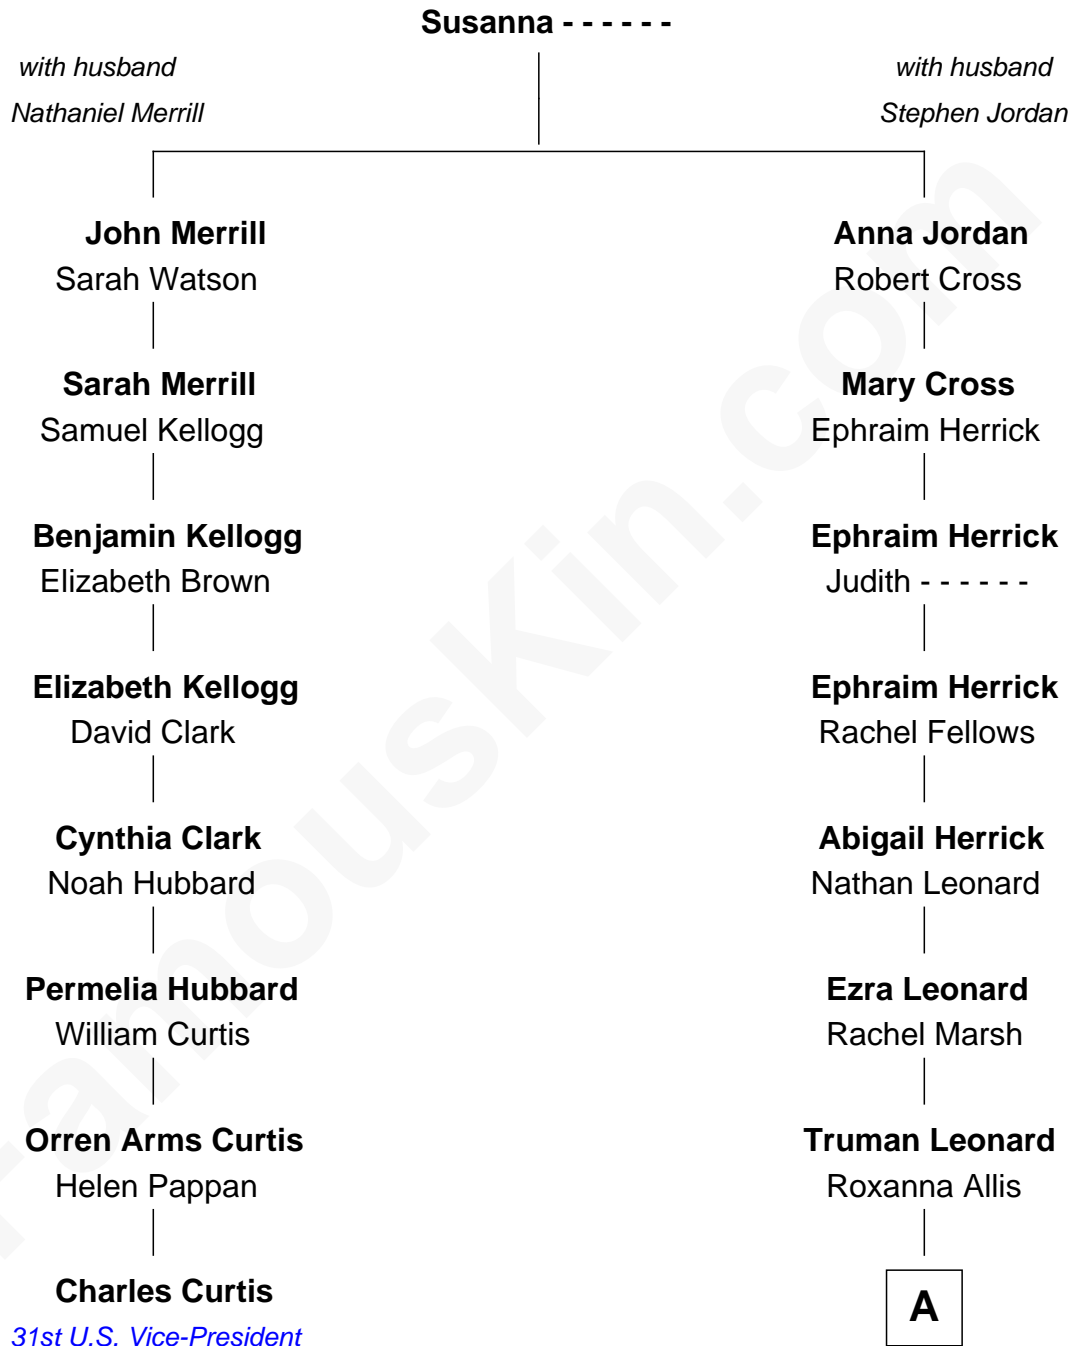 Susanna - - - - - -
with husband
Nathaniel Merrill
with husband
Stephen Jordan
John Merrill
Sarah Watson
Anna Jordan
Robert Cross
Sarah Merrill
Samuel Kellogg
Mary Cross
Ephraim Herrick
Benjamin Kellogg
Elizabeth Brown
Ephraim Herrick
Judith - - - - - -
Elizabeth Kellogg
David Clark
Ephraim Herrick
Rachel Fellows
Cynthia Clark
Noah Hubbard
Abigail Herrick
Nathan Leonard
Permelia Hubbard
William Curtis
Ezra Leonard
Rachel Marsh
Orren Arms Curtis
Helen Pappan
Truman Leonard
Roxanna Allis
Charles Curtis
31st U.S. Vice-President
A
FamousKin.com